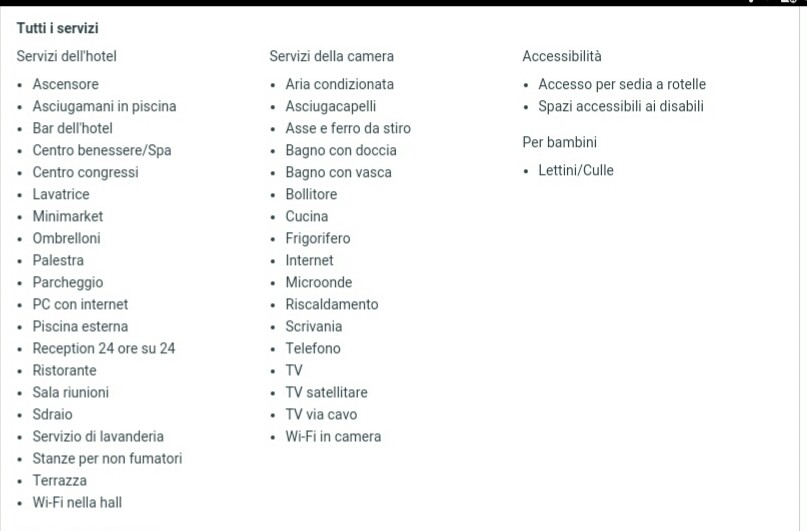 Tutti i servizi
Servizi dell'hotel
Ascensore
Asciugamani in piscina
Bar dell'hotel
Centro benessere/Spa
Centro congressi
Lavatrice
Minimarket
Ombrelloni
Palestra
Parcheggio
PC con internet
Piscina esterna
Reception 24 ore su 24
Ristorante
Sala riunioni
Sdraio
Servizio di lavanderia
Stanze per non fumatori
Terrazza
Wi-Fi nella hall
Servizi della camera
Aria condizionata
Asciugacapelli
Asse e ferro da stiro
Bagno con doccia
Bagno con vasca
Bollitore
Cucina
Frigorifero
Internet
Microonde
Riscaldamento
Scrivania
Telefono
TV
TV satellitare
TV via cavo
Wi-Fi in camera
Accessibilità
Accesso per sedia a rotelle
Spazi accessibili ai disabili
Per bambini
Lettini/Culle